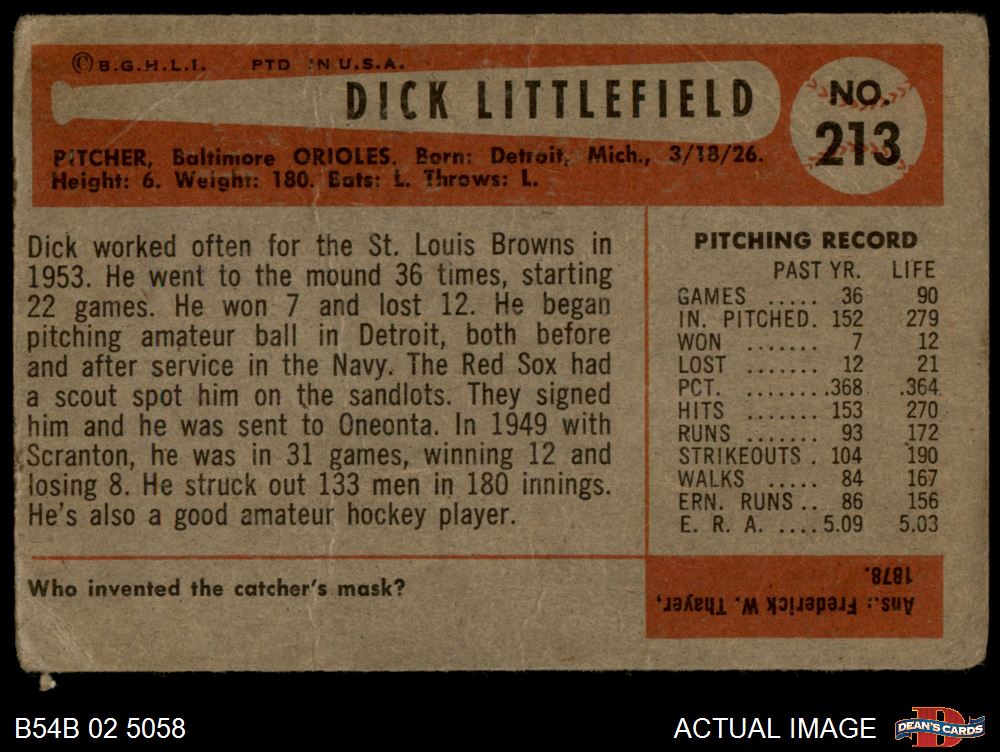 ©B.G.H.L.I. PTD IN U.S.A.
DICK LITTLEFIELD
NO.
213
PITCHER, Baltimore ORIOLES. Born: Detroit, Mich., 3/18/26.
Height: 6. Weight: 180. Bats: L. Throws: L.
Dick worked often for the St. Louis Browns in
1953. He went to the mound 36 times, starting
22 games. He won 7 and lost 12. He began
pitching amateur ball in Detroit, both before
and after service in the Navy. The Red Sox had
a scout spot him on the sandlots. They signed
him and he was sent to Oneonta. In 1949 with
Scranton, he was in 31 games, winning 12 and
losing 8. He struck out 133 men in 180 innings.
He's also a good amateur hockey player.
PITCHING RECORD
PAST YR. LIFE
GAMES ..... 36 90
IN. PITCHED. 152 279
WON ....... 7 12
LOST ....... 12 21
PCT. .......368 .364
HITS ....... 153 270
RUNS ....... 93 172
STRIKEOUTS . 104 190
WALKS ..... 84 167
ERN. RUNS.. 86 156
E. R. A. ....5.09 5.03
Who invented the catcher's mask?
Ans.: Frederick W. Thayer,
1878.
B54B 02 5058
ACTUAL IMAGE
D
DEAN'S CARDS